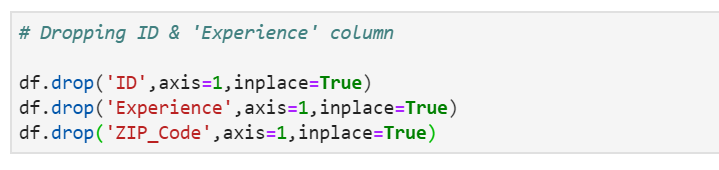 # Dropping ID & 'Experience' column
df.drop('ID',axis=1,inplace=True)
df.drop('Experience',axis=1,inplace=True)
df.drop('ZIP_Code',axis=1,inplace=True)